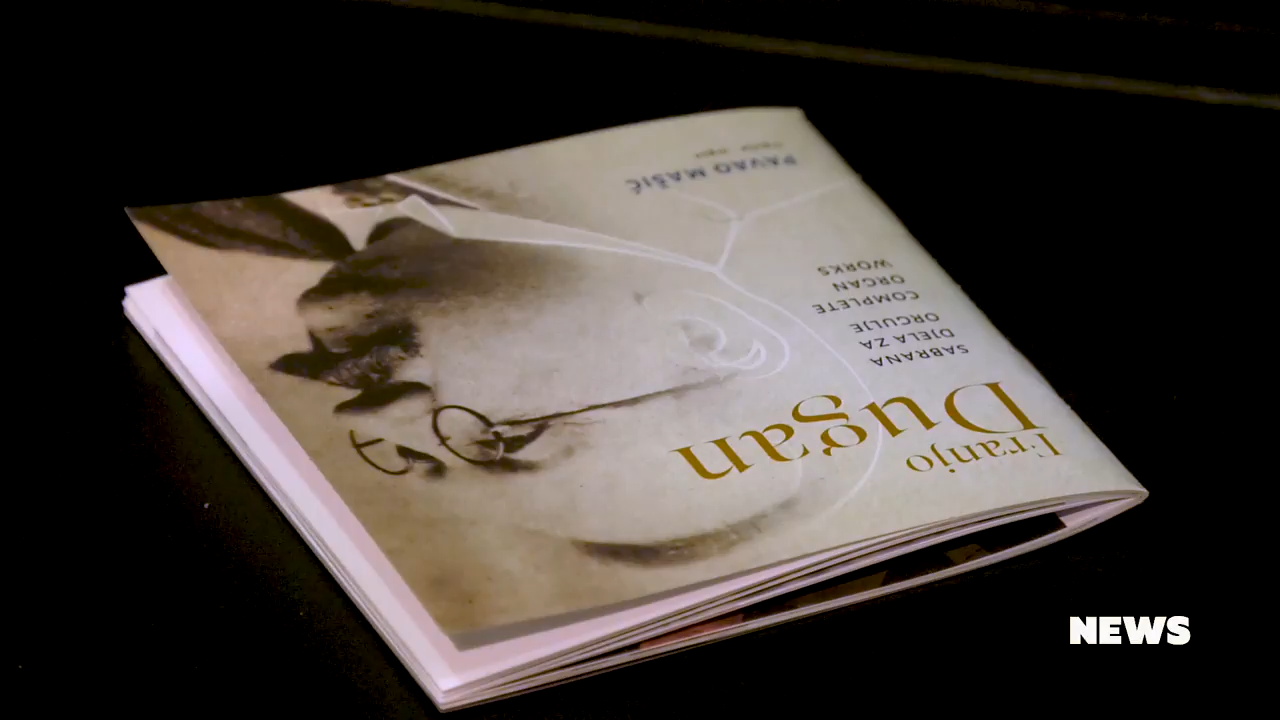 Franjo
Dugan
SABRANA
DJELA ZA
ORGULJE
COMPLETE
ORGAN
WORKS
PAVAO MAŠIĆ
NEWS